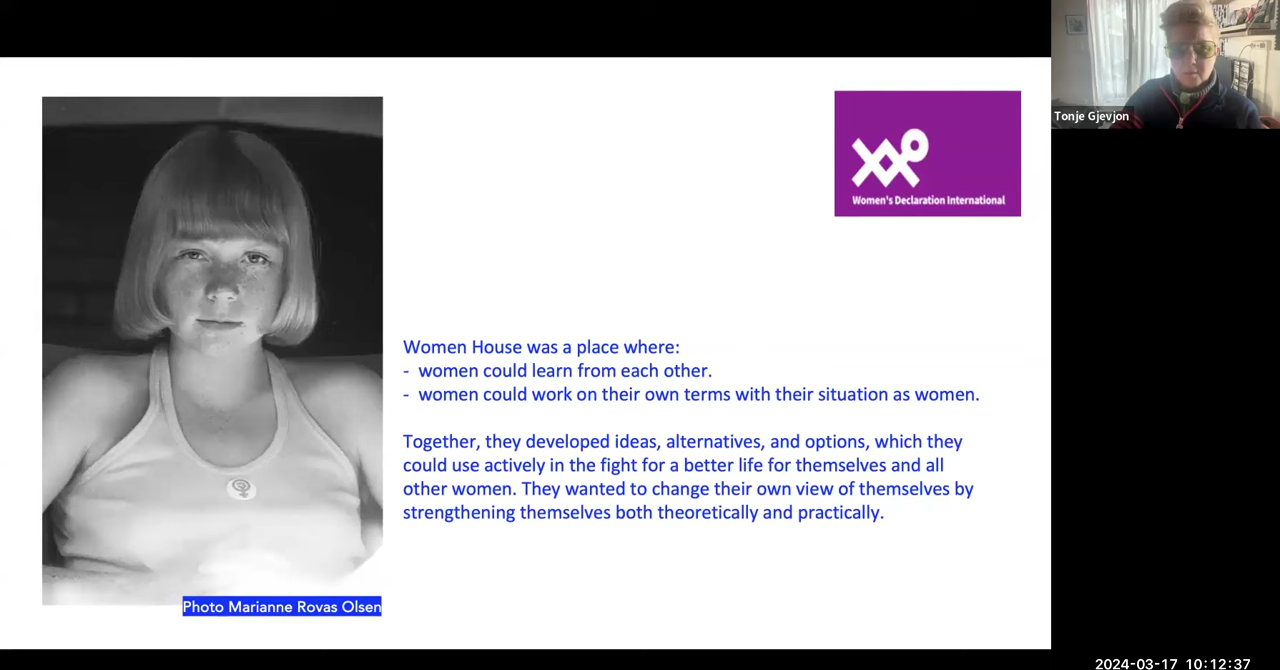 Tonje Gjevjon
Women's Declaration International
Women House was a place where:
- women could learn from each other.
- women could work on their own terms with their situation as women.
Together, they developed ideas, alternatives, and options, which they
could use actively in the fight for a better life for themselves and all
other women. They wanted to change their own view of themselves by
strengthening themselves both theoretically and practically.
Photo Marianne Rovas Olsen
2024-03-17 10:12:37